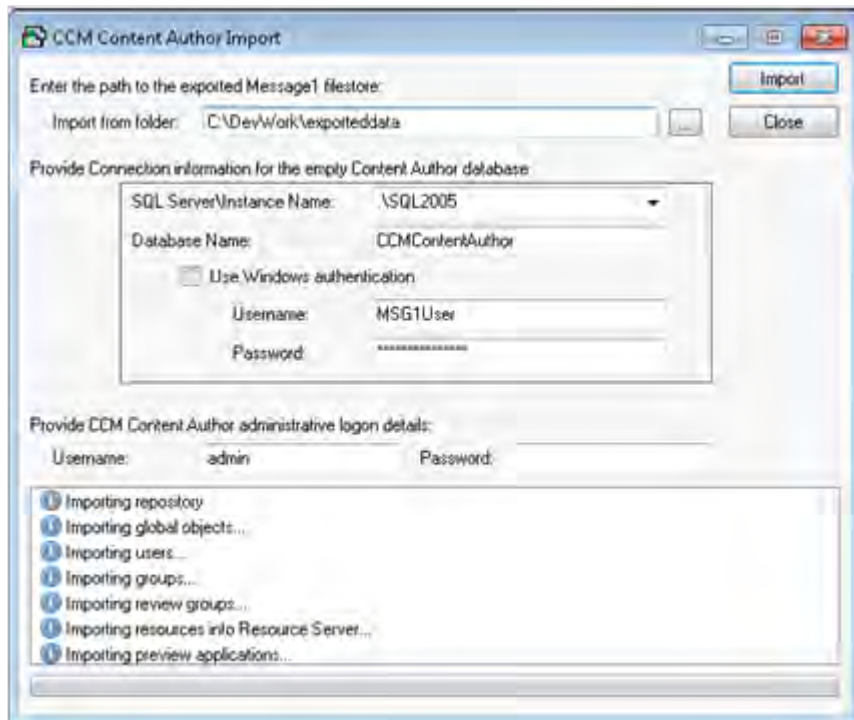 CCM Content Author Import
Enter the path to the exported Message1 filestore:
Import
Import from folder: C:\DevWork\exporteddata ...
Close
Provide Connection information for the empty Content Author database
SQL Server\Instance Name: .\SQL2005
Database Name: CCMContentAuthor
Use Windows authentication
Username: MSG1User
Password: ****************
Provide CCM Content Author administrative logon details:
Username: admin Password:
Importing repository
Importing global objects...
Importing users...
Importing groups...
Importing review groups...
Importing resources into Resource Server...
Importing preview applications...